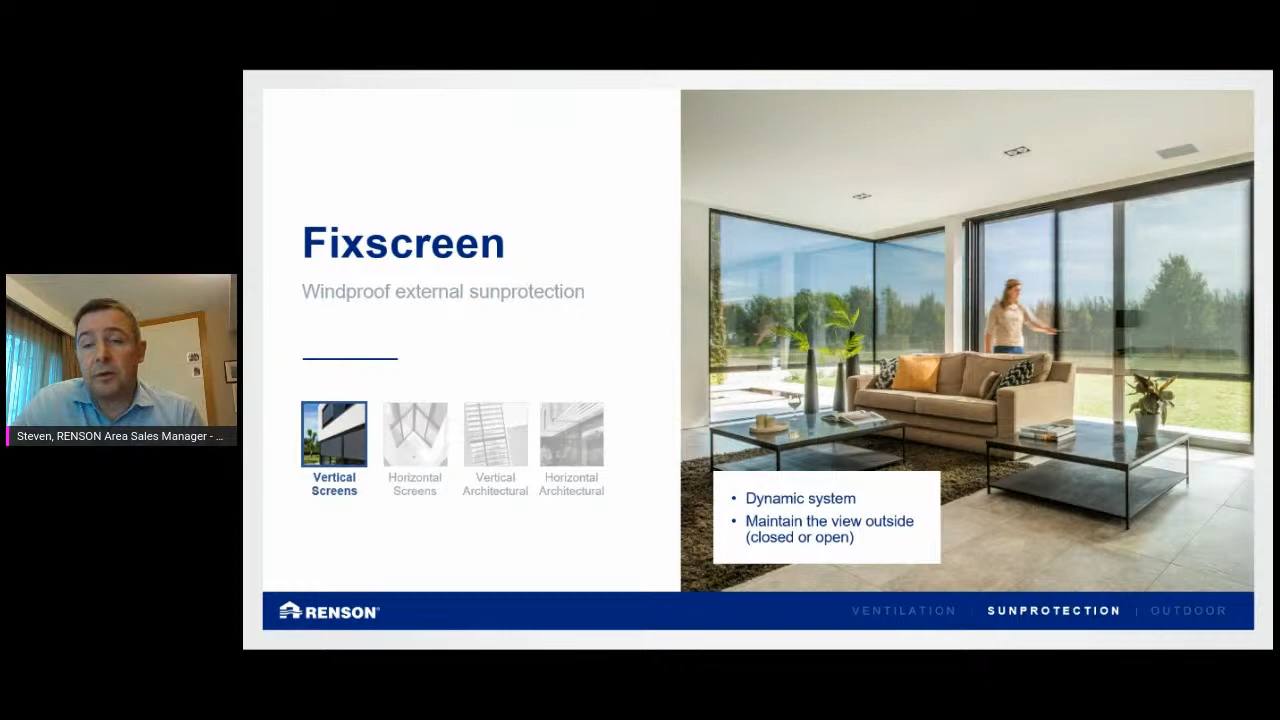 Fixscreen
Windproof external sunprotection
Vertical
Screens
Horizontal
Screens
Vertical
Architectural
Horizontal
Architectural
• Dynamic system
• Maintain the view outside
(closed or open)
Steven, RENSON Area Sales Manager - ...
RENSON®
VENTILATION | SUNPROTECTION | OUTDOOR